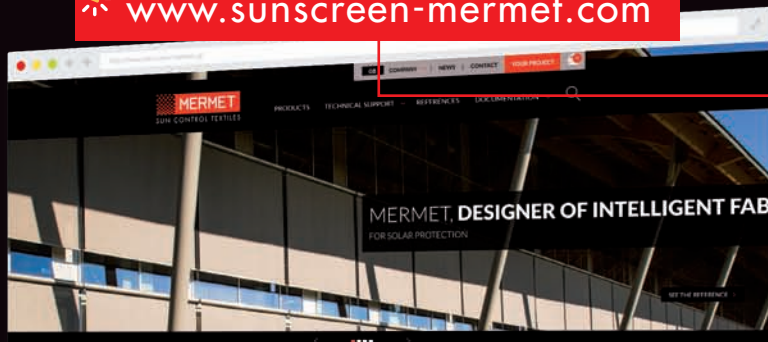 www.sunscreen-mermet.com
GB COMPANY | NEWS | CONTACT YOUR PROJECT
MERMET
SUN CONTROL TEXTILES
PRODUCTS TECHNICAL SUPPORT REFERENCES DOCUMENTATION
MERMET, DESIGNER OF INTELLIGENT FAB
FOR SOLAR PROTECTION
SEE THE REFERENCE